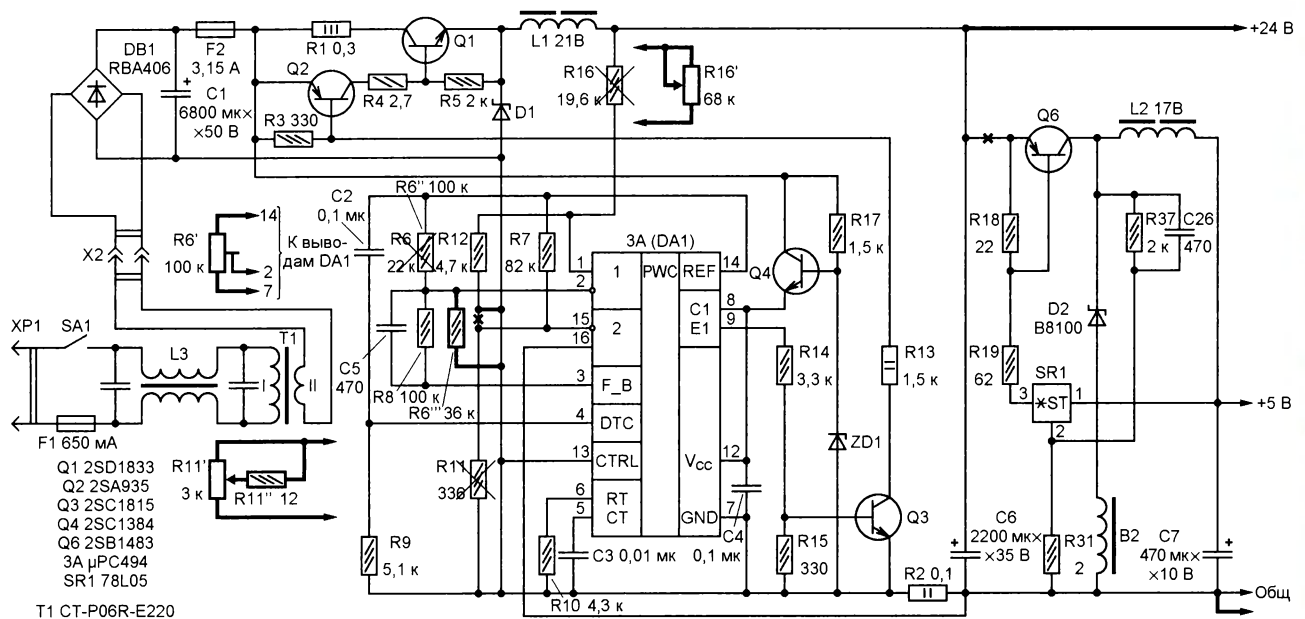 DB1
RBA406
F2
3,15 А
C1
6800 мк×
×50 В
R1 0,3
Q1
Q2
R4 2,7
R5 2 к
R3 330
D1
L1 21В
R16
19,6 к
R16'
68 к
+24 В
Q6
L2 17В
R18
22
R37
2 к
C26
470
D2
B8100
R19
62
SR1
3
✶ST
1
2
+5 В
X2
R6'
100 к
14
2
7
К выво-
дам DA1
C2
0,1 мк
R6'' 100 к
R6
22 к
R12
4,7 к
R7
82 к
3А (DA1)
1
PWC
REF
14
1
2
C1
8
E1
9
15
2
16
3
F_B
4
DTC
13
CTRL
VCC
12
6
RT
5
CT
GND
7
Q4
R17
1,5 к
R14
3,3 к
R13
1,5 к
ZD1
Q3
R15
330
C4
0,1 мк
C3 0,01 мк
R10 4,3 к
R9
5,1 к
C5
470
R8 100 к
R6''' 36 к
R11
336
R2 0,1
C6
2200 мк×
×35 В
R31
2
B2
C7
470 мк×
×10 В
Общ
XP1
SA1
L3
T1
I
II
F1 650 мА
R11'
3 к
R11'' 12
Q1 2SD1833
Q2 2SA935
Q3 2SC1815
Q4 2SC1384
Q6 2SB1483
3А µPC494
SR1 78L05
T1 CT-P06R-E220